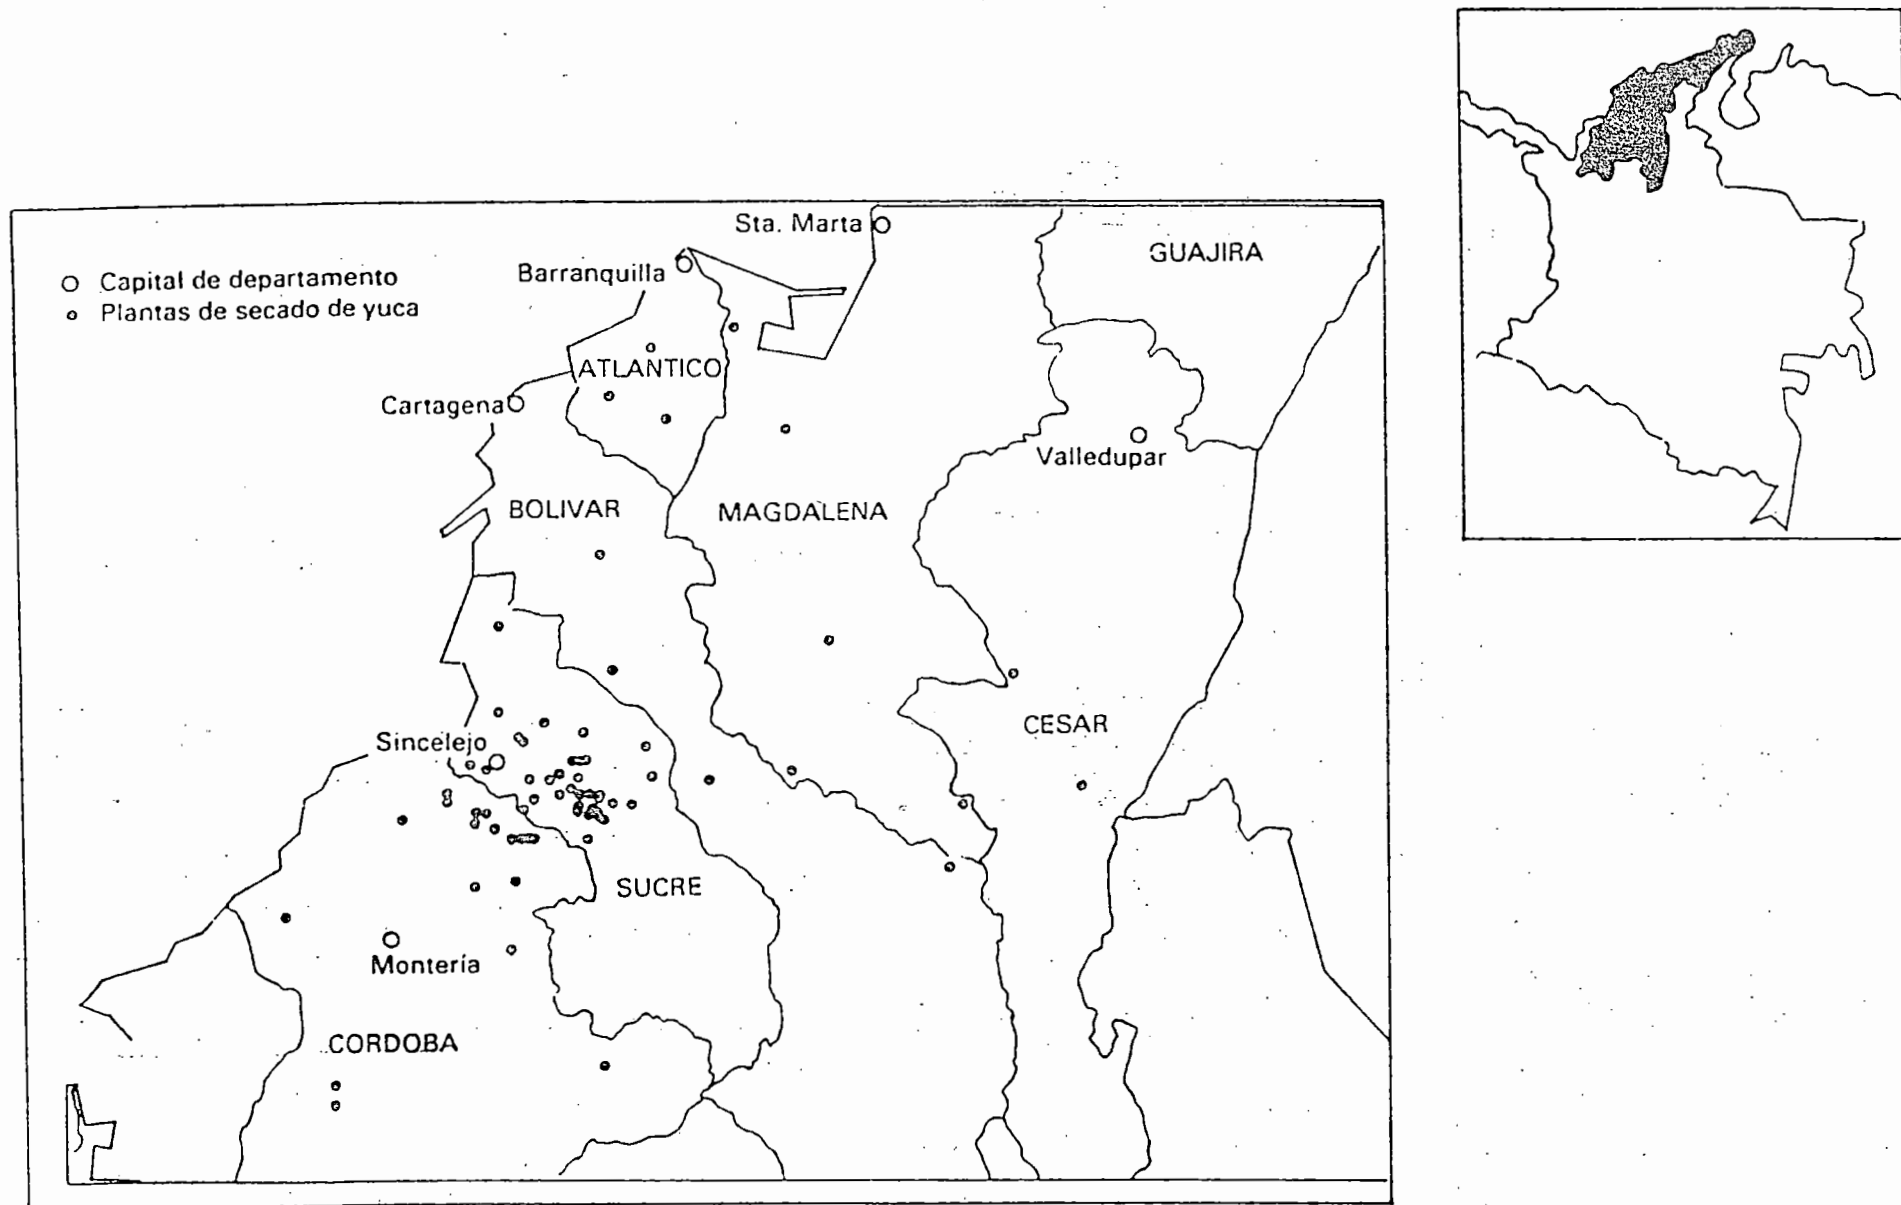 Sta. Marta
GUAJIRA
Barranquilla
Capital de departamento
Plantas de secado de yuca
ATLANTICO
Cartagena
Valledupar
BOLIVAR
MAGDALENA
CESAR
Sincelejo
SUCRE
Montería
CORDOBA